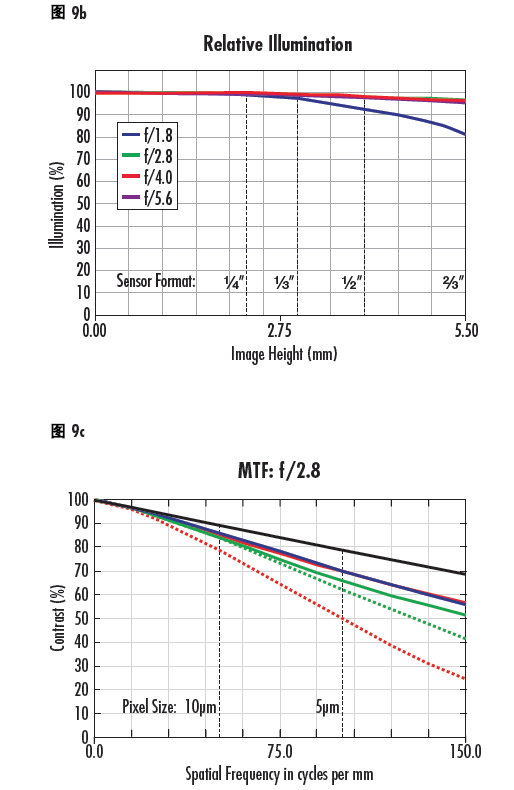 图 9b
Relative Illumination
100
90
80
70
60
50
40
30
20
10
0
Illumination (%)
f/1.8
f/2.8
f/4.0
f/5.6
Sensor Format: ¼" ⅓" ½" ⅔"
0.00 2.75 5.50
Image Height (mm)
图 9c
MTF: f/2.8
100
90
80
70
60
50
40
30
20
10
0
Contrast (%)
Pixel Size: 10µm 5µm
0.0 75.0 150.0
Spatial Frequency in cycles per mm